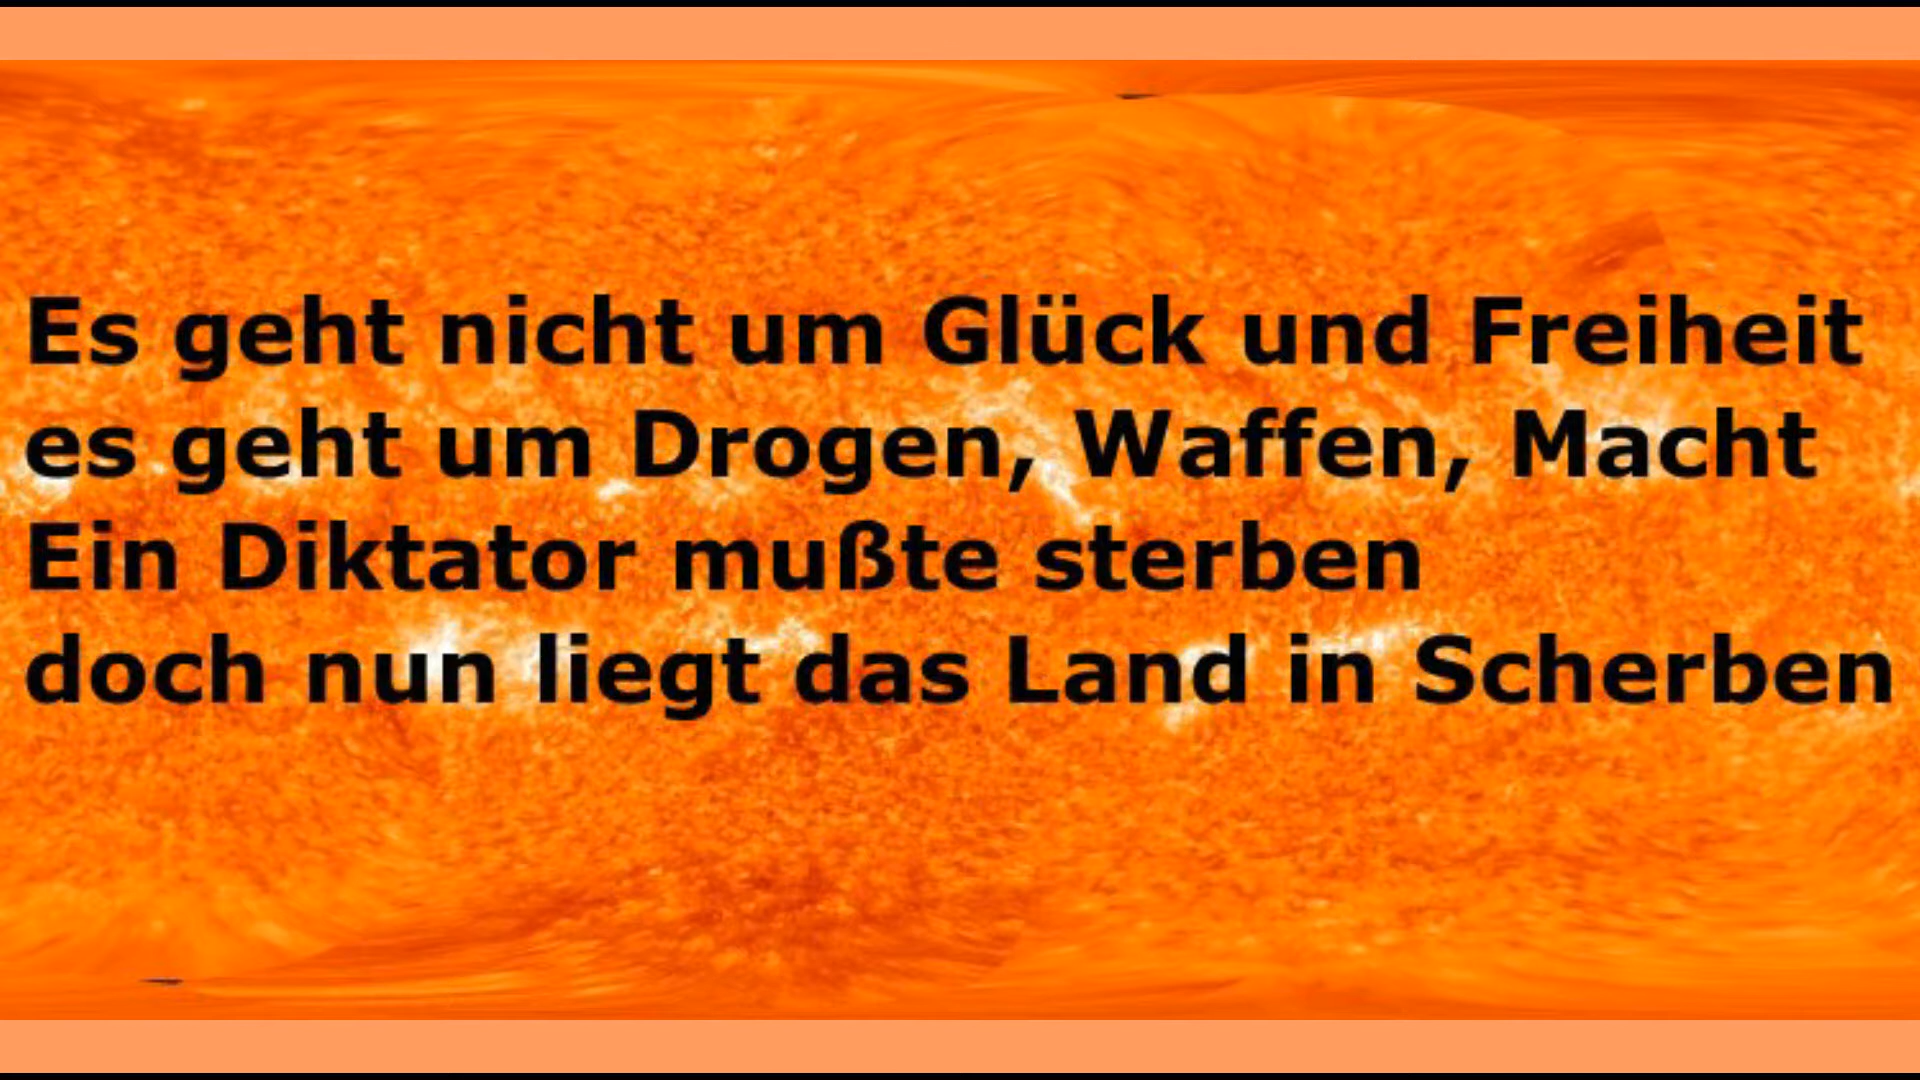 Es geht nicht um Glück und Freiheit
es geht um Drogen, Waffen, Macht
Ein Diktator mußte sterben
doch nun liegt das Land in Scherben